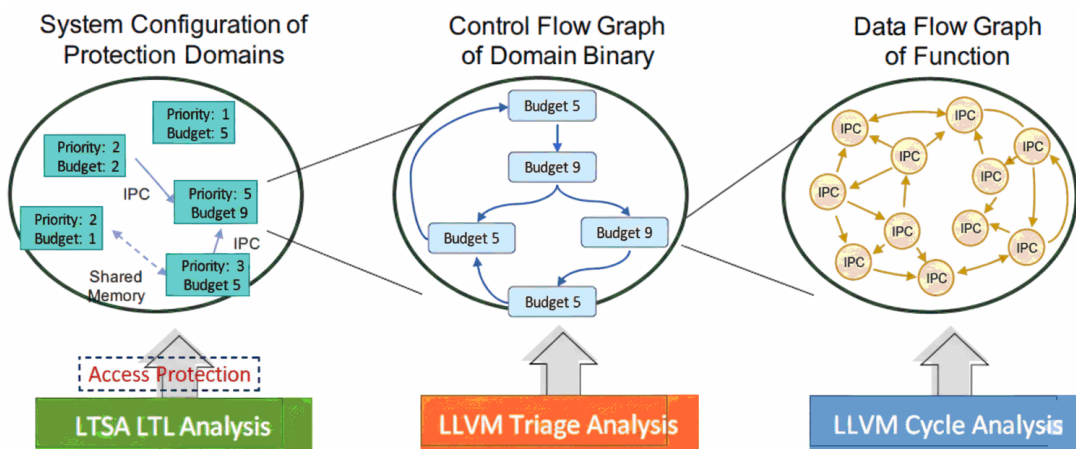 System Configuration of
Protection Domains
Priority: 1
Budget: 5
Priority: 2
Budget: 2
IPC
Priority: 5
Budget 9
Priority: 2
Budget: 1
IPC
Shared
Memory
Priority: 3
Budget 5
Access Protection
LTSA LTL Analysis
Control Flow Graph
of Domain Binary
Budget 5
Budget 9
Budget 5
Budget 9
Budget 5
LLVM Triage Analysis
Data Flow Graph
of Function
IPC
IPC
IPC
IPC
IPC
IPC
IPC
IPC
IPC
IPC
IPC
LLVM Cycle Analysis